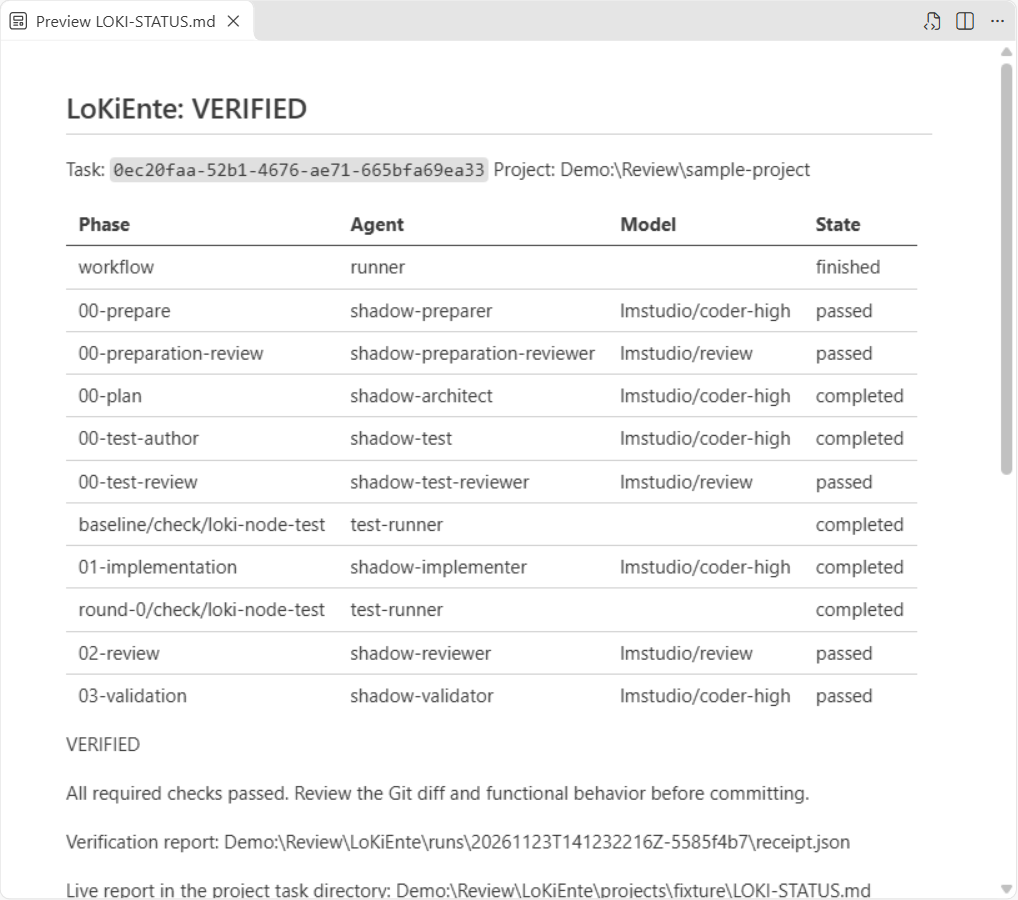 Preview LOKI-STATUS.md
LoKiEnte: VERIFIED
Task: 0ec20faa-52b1-4676-ae71-665bfa69ea33 Project: Demo:\Review\sample-project
Phase Agent Model State
workflow runner finished
00-prepare shadow-preparer lmstudio/coder-high passed
00-preparation-review shadow-preparation-reviewer lmstudio/review passed
00-plan shadow-architect lmstudio/coder-high completed
00-test-author shadow-test lmstudio/coder-high completed
00-test-review shadow-test-reviewer lmstudio/review passed
baseline/check/loki-node-test test-runner completed
01-implementation shadow-implementer lmstudio/coder-high completed
round-0/check/loki-node-test test-runner completed
02-review shadow-reviewer lmstudio/review passed
03-validation shadow-validator lmstudio/coder-high passed
VERIFIED
All required checks passed. Review the Git diff and functional behavior before committing.
Verification report: Demo:\Review\LoKiEnte\runs\20261123T141232216Z-5585f4b7\receipt.json
Live report in the project task directory: Demo:\Review\LoKiEnte\projects\fixture\LOKI-STATUS.md